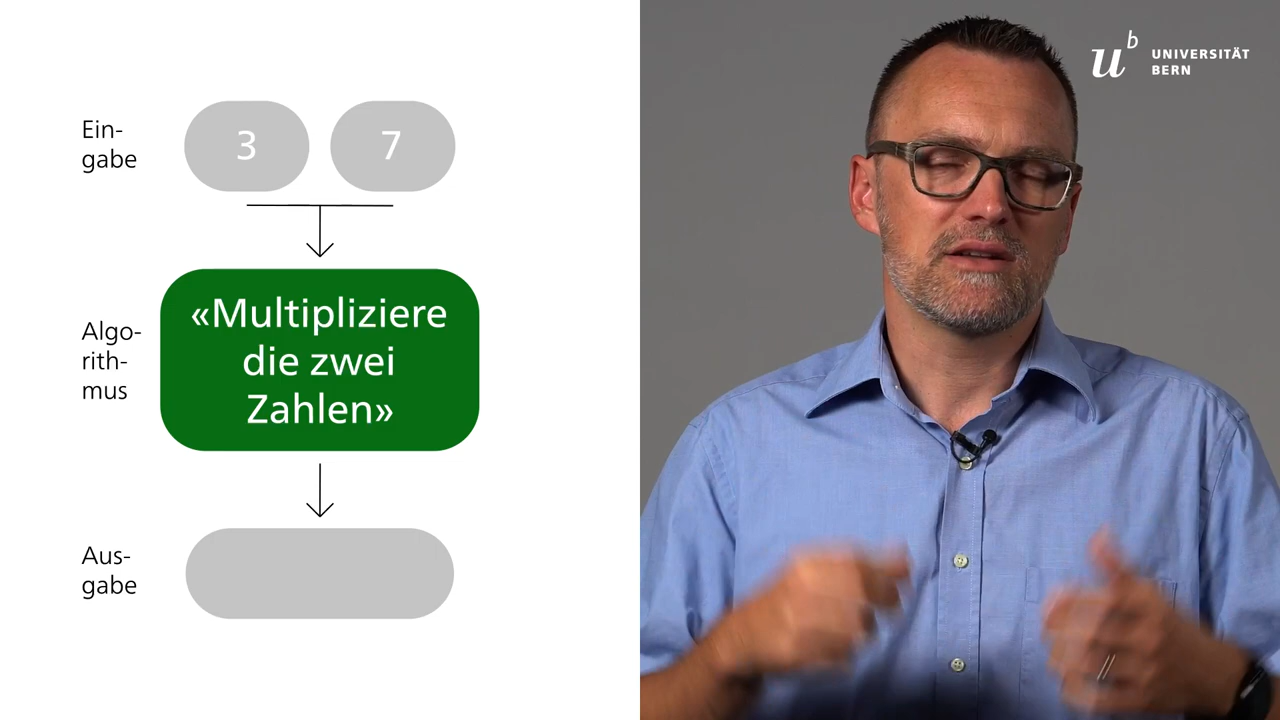 Ein-
gabe
3 7
Algo-
rith-
mus
«Multipliziere
die zwei
Zahlen»
Aus-
gabe
u b UNIVERSITÄT
BERN